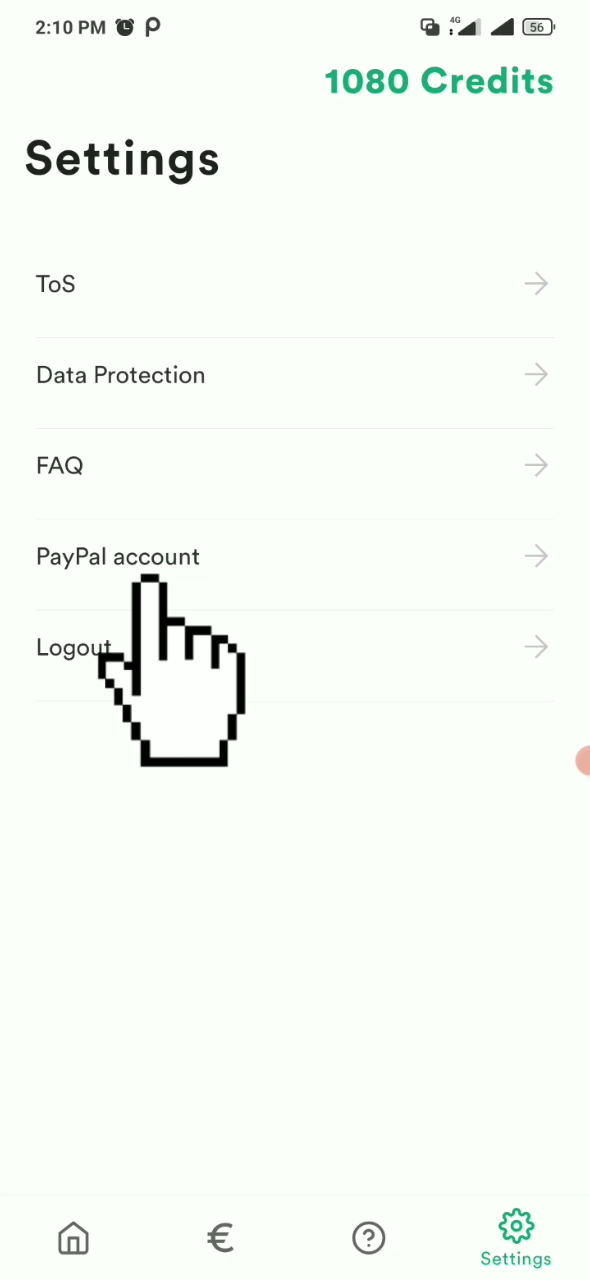 2:10 PM
4G
56
1080 Credits
Settings
ToS
Data Protection
FAQ
PayPal account
Logout
€
Settings